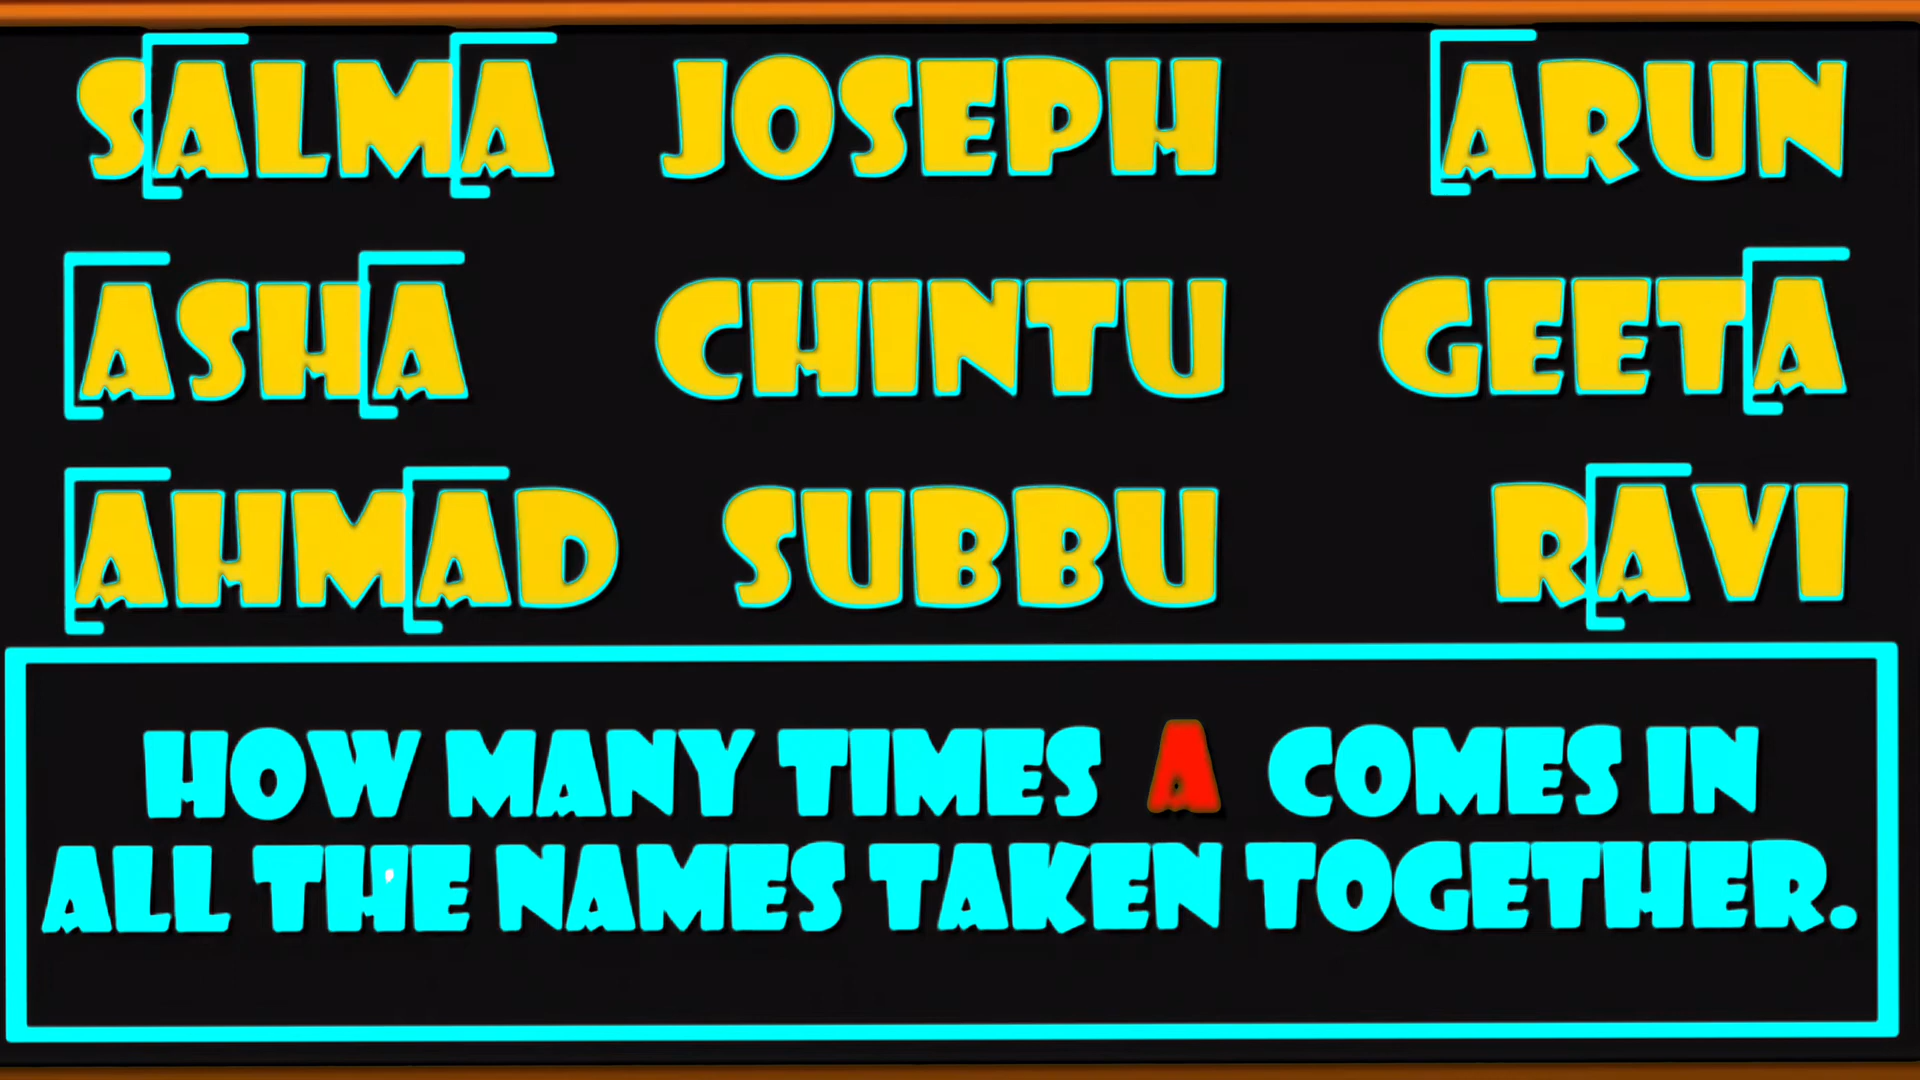 SALMA JOSEPH ARUN
ASHA CHINTU GEETA
AHMAD SUBBU RAVI
HOW MANY TIMES A COMES IN
ALL THE NAMES TAKEN TOGETHER.